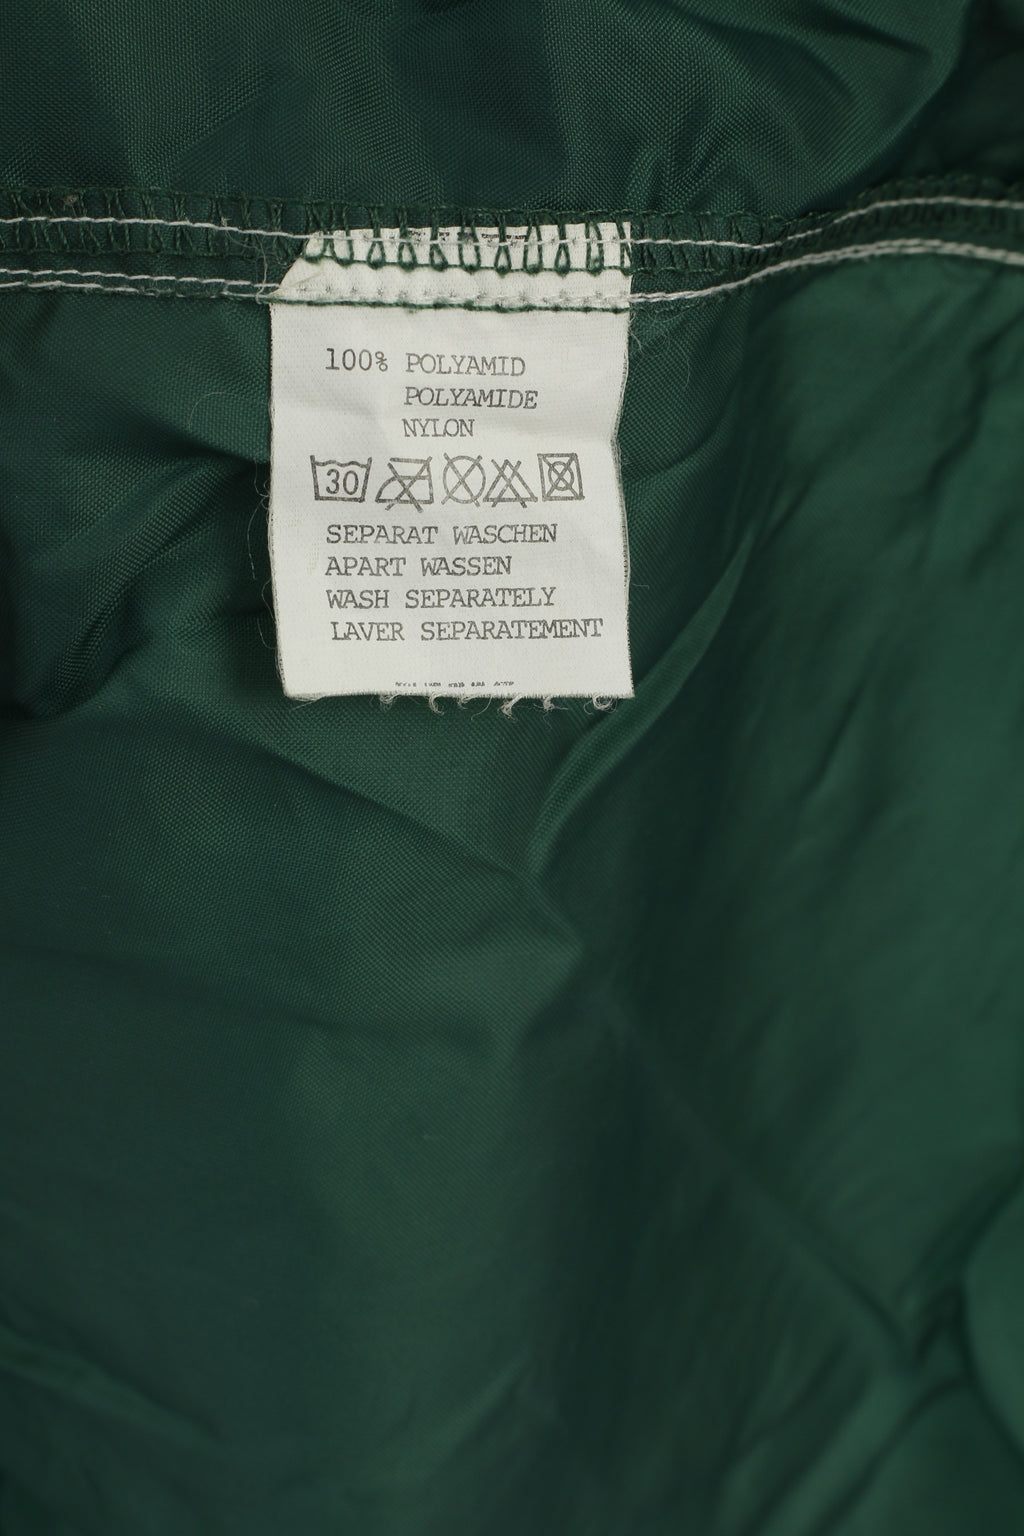 100% POLYAMID
POLYAMIDE
NYLON
30
SEPARAT WASCHEN
APART WASSEN
WASH SEPARATELY
LAVER SEPARATEMENT